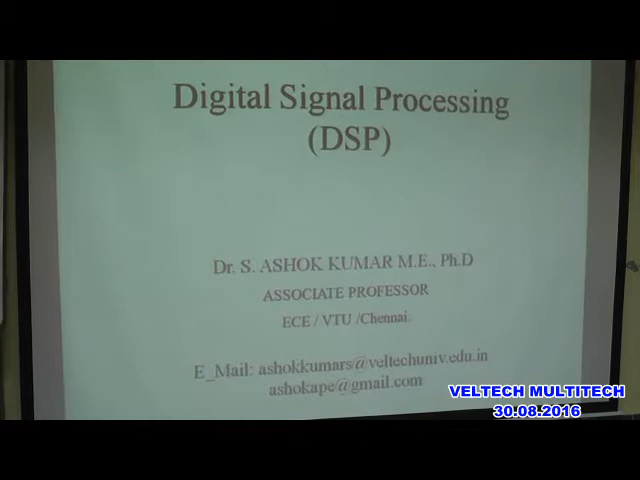 Digital Signal Processing
(DSP)
Dr. S. ASHOK KUMAR M.E., Ph.D
ASSOCIATE PROFESSOR
ECE / VTU /Chennai.
E_Mail: ashokkumars@veltechuniv.edu.in
ashokape@gmail.com
VELTECH MULTITECH
30.08.2016